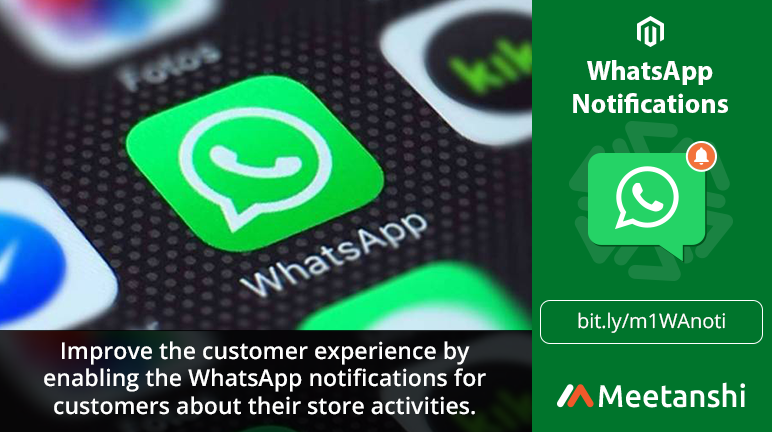 Fotos
kik
WhatsApp
Improve the customer experience by
enabling the WhatsApp notifications for
customers about their store activities.
WhatsApp
Notifications
bit.ly/m1WAnoti
Meetanshi